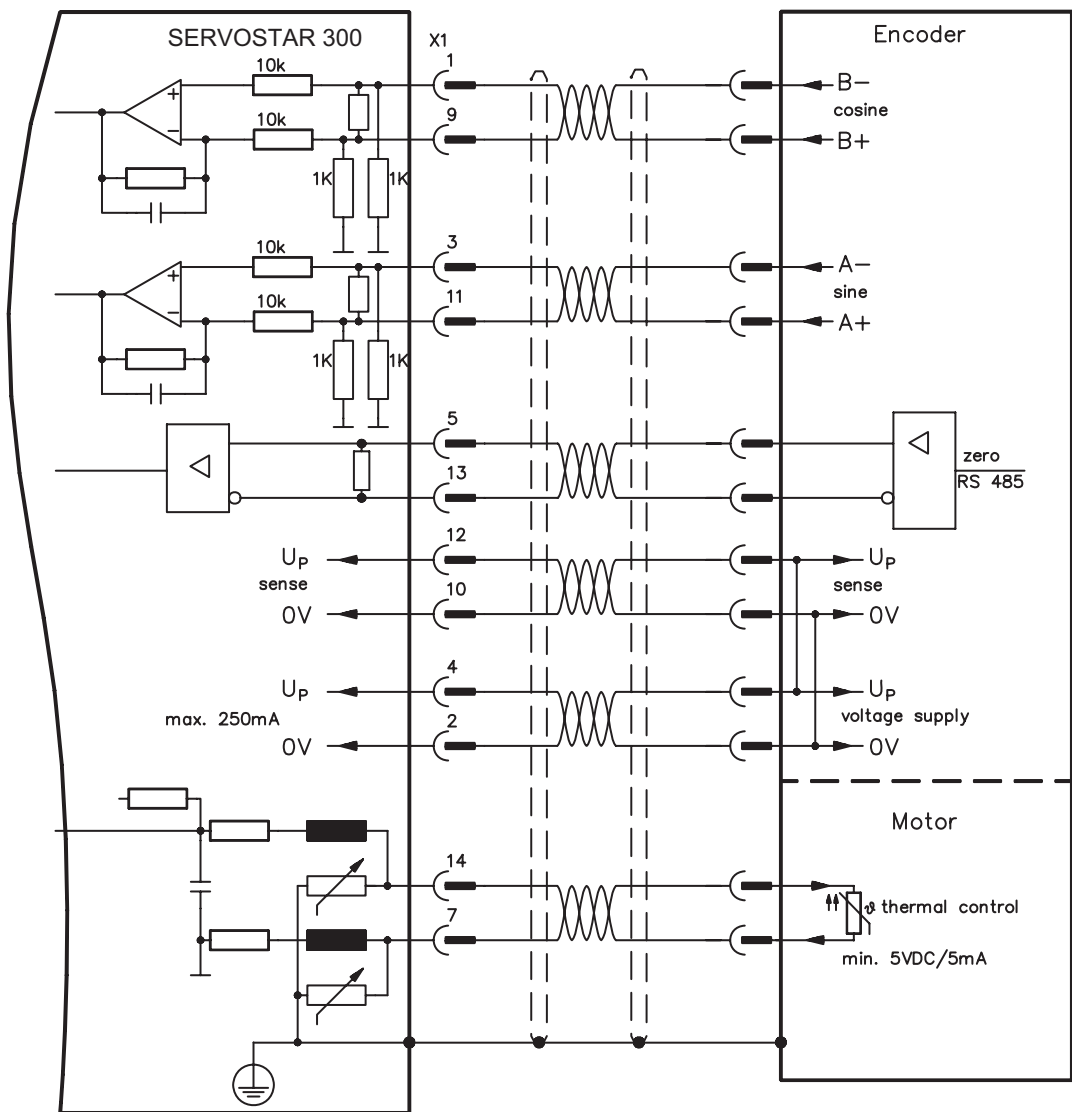 SERVOSTAR 300
X1
Encoder
10k
1
B-
cosine
10k
9
B+
1K
1K
10k
3
A-
sine
10k
11
A+
1K
1K
5
zero
13
RS 485
UP
12
UP
sense
sense
0V
10
0V
UP
4
UP
max. 250mA
voltage supply
0V
2
0V
Motor
14
ϑ thermal control
7
min. 5VDC/5mA